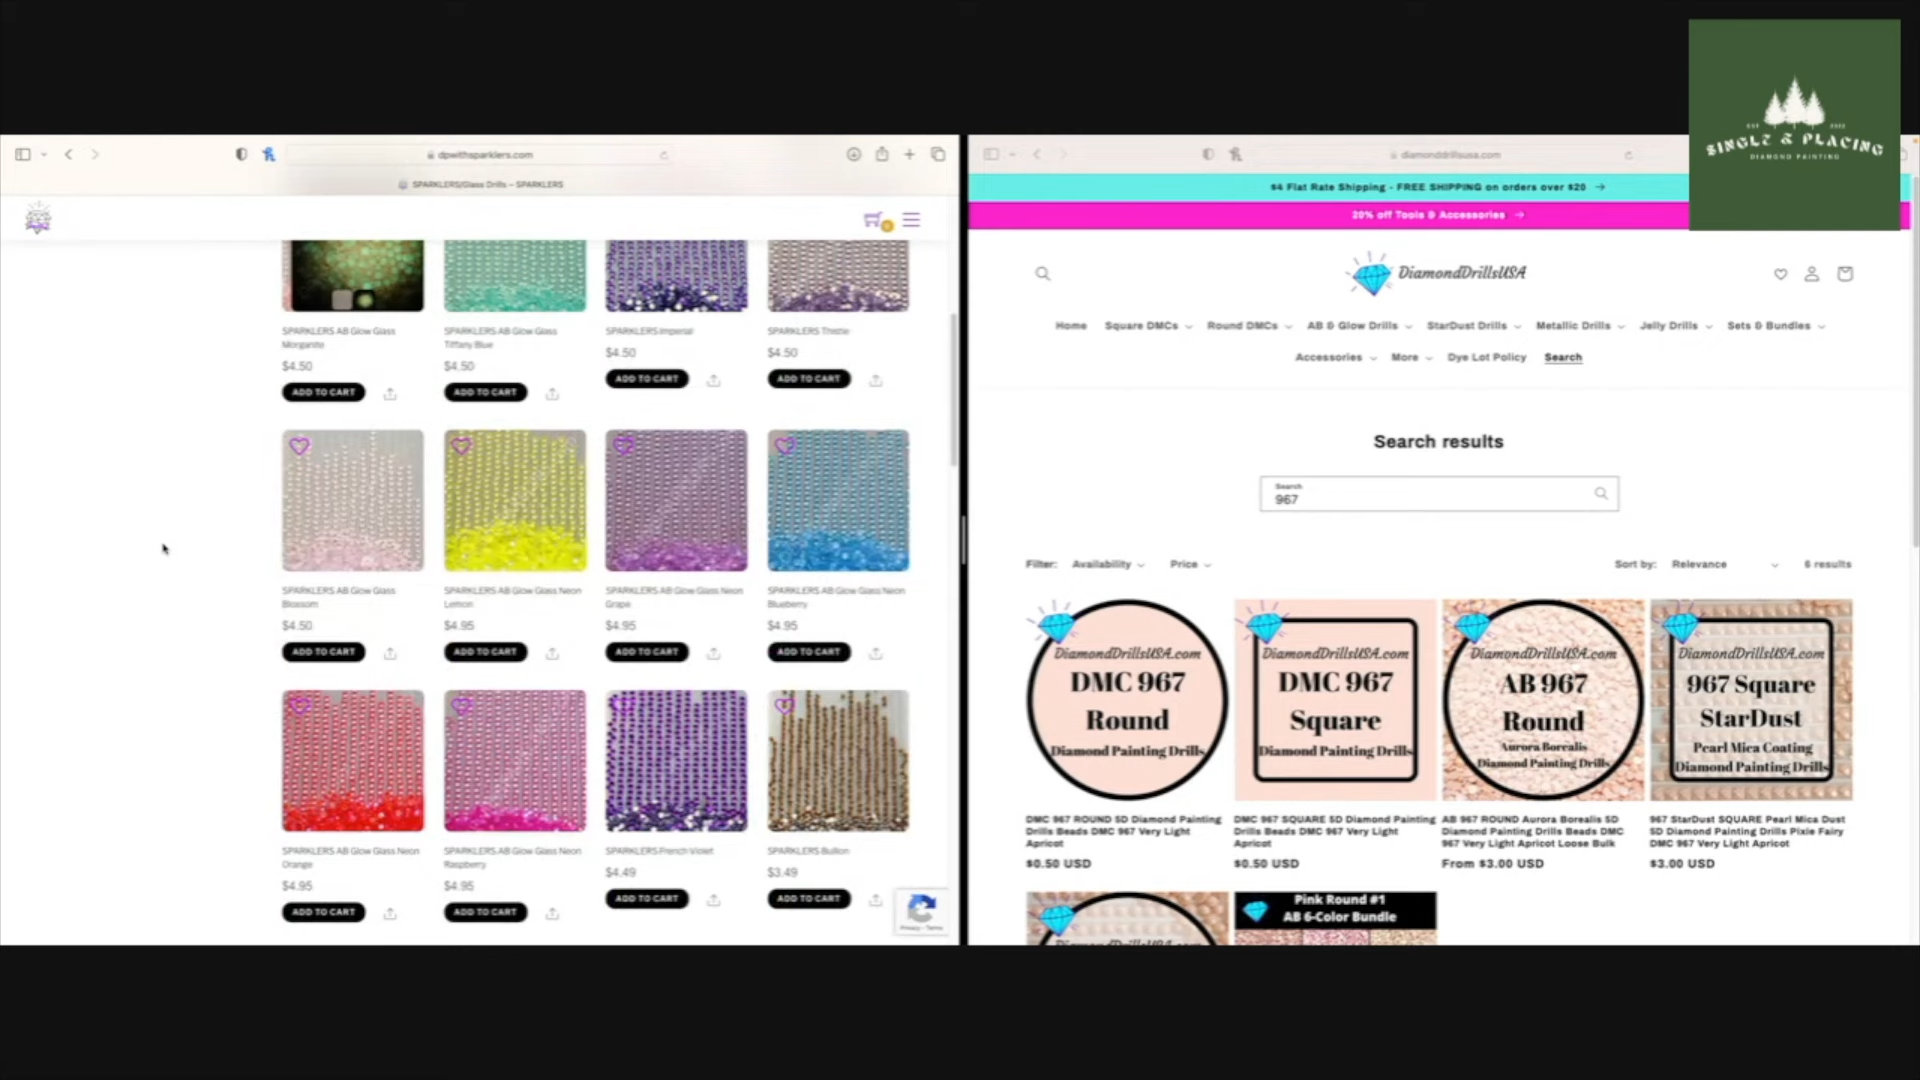 dpwithsparklers.com
SPARKLERS/Glass Drills – SPARKLERS
SPARKLERS AB Glow Glass
Morganite
$4.50
ADD TO CART
SPARKLERS AB Glow Glass
Tiffany Blue
$4.50
ADD TO CART
SPARKLERS Imperial
$4.50
ADD TO CART
SPARKLERS Thistle
$4.50
ADD TO CART
SPARKLERS AB Glow Glass
Blossom
$4.50
ADD TO CART
SPARKLERS AB Glow Glass Neon
Lemon
$4.95
ADD TO CART
SPARKLERS AB Glow Glass Neon
Grape
$4.95
ADD TO CART
SPARKLERS AB Glow Glass Neon
Blueberry
$4.95
ADD TO CART
SPARKLERS AB Glow Glass Neon
Orange
$4.95
ADD TO CART
SPARKLERS AB Glow Glass Neon
Raspberry
$4.95
ADD TO CART
SPARKLERS French Violet
$4.49
ADD TO CART
SPARKLERS Bullion
$3.49
ADD TO CART
Privacy - Terms
diamonddrillsusa.com
$4 Flat Rate Shipping - FREE SHIPPING on orders over $20 →
20% off Tools & Accessories →
SINGLE & PLACING
DIAMOND PAINTING
DiamondDrillsUSA
Home Square DMCs Round DMCs AB & Glow Drills StarDust Drills Metallic Drills Jelly Drills Sets & Bundles
Accessories More Dye Lot Policy Search
Search results
Search
967
Filter: Availability Price
Sort by: Relevance 6 results
DiamondDrillsUSA.com
DMC 967
Round
Diamond Painting Drills
DMC 967 ROUND 5D Diamond Painting
Drills Beads DMC 967 Very Light
Apricot
$0.50 USD
DiamondDrillsUSA.com
DMC 967
Square
Diamond Painting Drills
DMC 967 SQUARE 5D Diamond Painting
Drills Beads DMC 967 Very Light
Apricot
$0.50 USD
DiamondDrillsUSA.com
AB 967
Round
Aurora Borealis
Diamond Painting Drills
AB 967 ROUND Aurora Borealis 5D
Diamond Painting Drills Beads DMC
967 Very Light Apricot Loose Bulk
From $3.00 USD
DiamondDrillsUSA.com
967 Square
StarDust
Pearl Mica Coating
Diamond Painting Drills
967 StarDust SQUARE Pearl Mica Dust
5D Diamond Painting Drills Pixie Fairy
DMC 967 Very Light Apricot
$3.00 USD
Pink Round #1
AB 6-Color Bundle